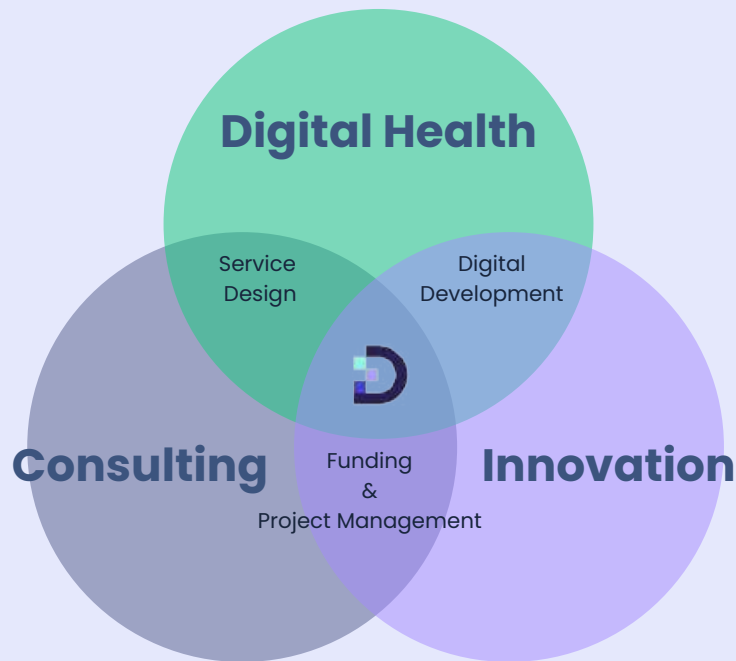 Digital Health
Service
Design
Digital
Development
Consulting
Innovation
Funding
&
Project Management